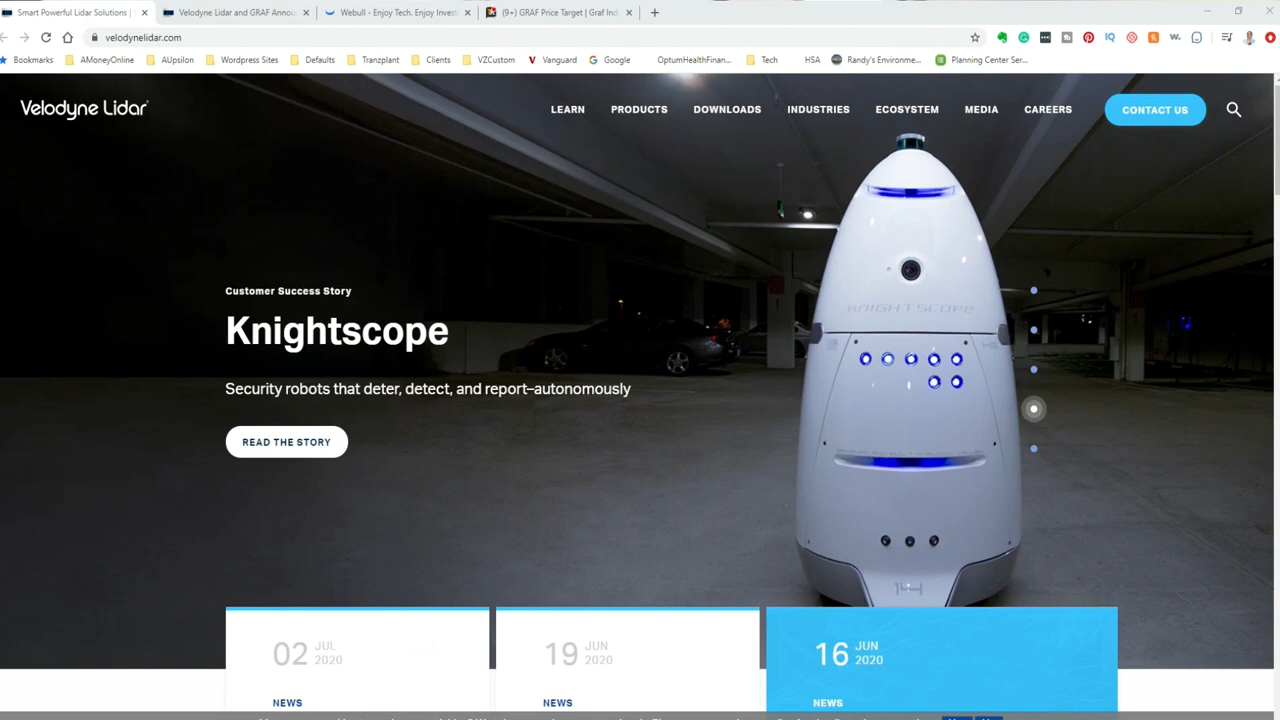 Smart Powerful Lidar Solutions |
Velodyne Lidar and GRAF Annou
Webull - Enjoy Tech. Enjoy Invest
(9+) GRAF Price Target | Graf Ind
velodynelidar.com
Bookmarks AMoneyOnline AUpsilon Wordpress Sites Defaults Tranzplant Clients VZCustom Vanguard Google OptumHealthFinan... Tech HSA Randy's Environme... Planning Center Ser...
Velodyne Lidar
LEARN PRODUCTS DOWNLOADS INDUSTRIES ECOSYSTEM MEDIA CAREERS CONTACT US
Customer Success Story
Knightscope
Security robots that deter, detect, and report–autonomously
READ THE STORY
KNIGHTSCOPE
14
02 JUL
2020
NEWS
19 JUN
2020
NEWS
16 JUN
2020
NEWS